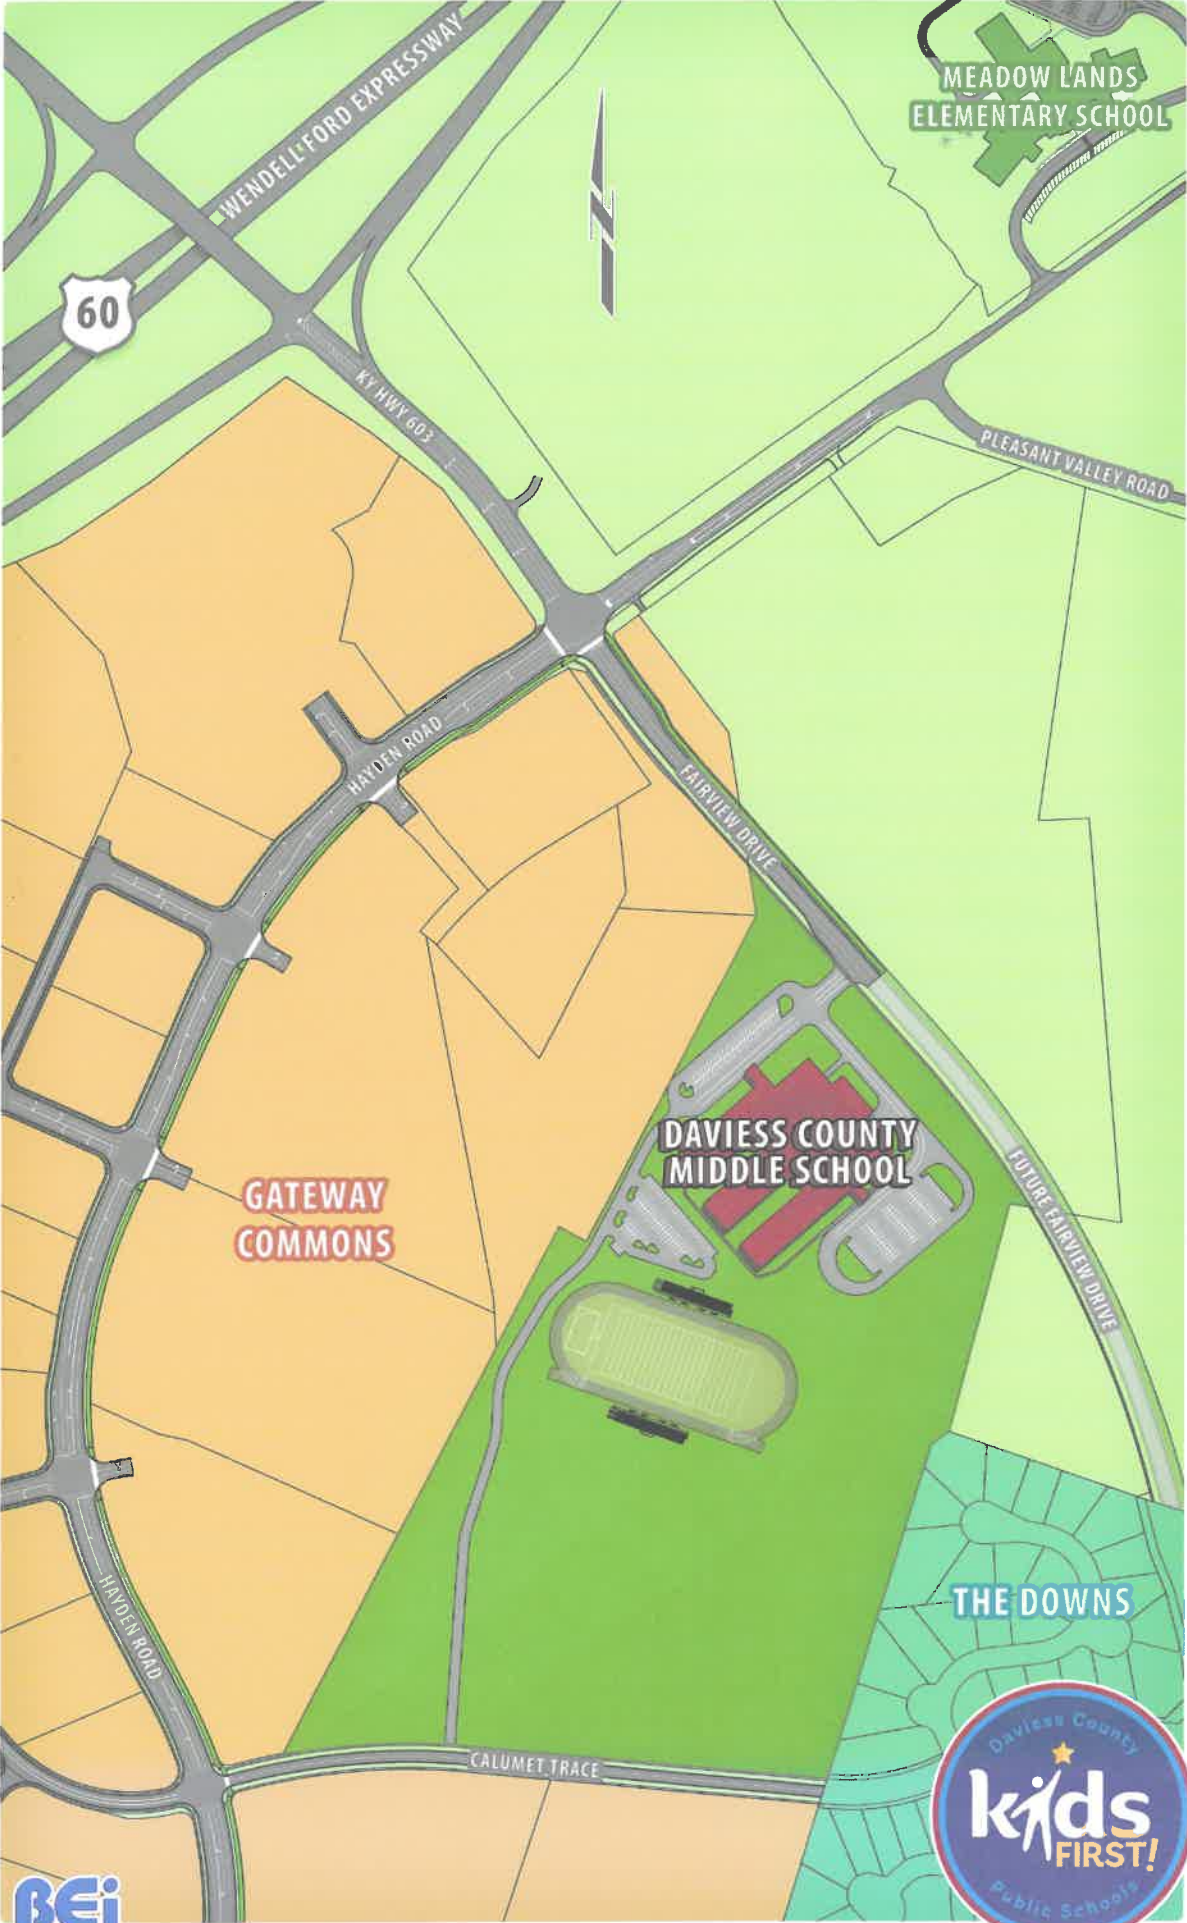 MEADOW LANDS
ELEMENTARY SCHOOL
WENDELL FORD EXPRESSWAY
60
KY HWY 603
PLEASANT VALLEY ROAD
HAYDEN ROAD
FAIRVIEW DRIVE
DAVIESS COUNTY
MIDDLE SCHOOL
GATEWAY
COMMONS
FUTURE FAIRVIEW DRIVE
HAYDEN ROAD
THE DOWNS
CALUMET TRACE
Daviess County
kids
FIRST!
Public Schools
BEi